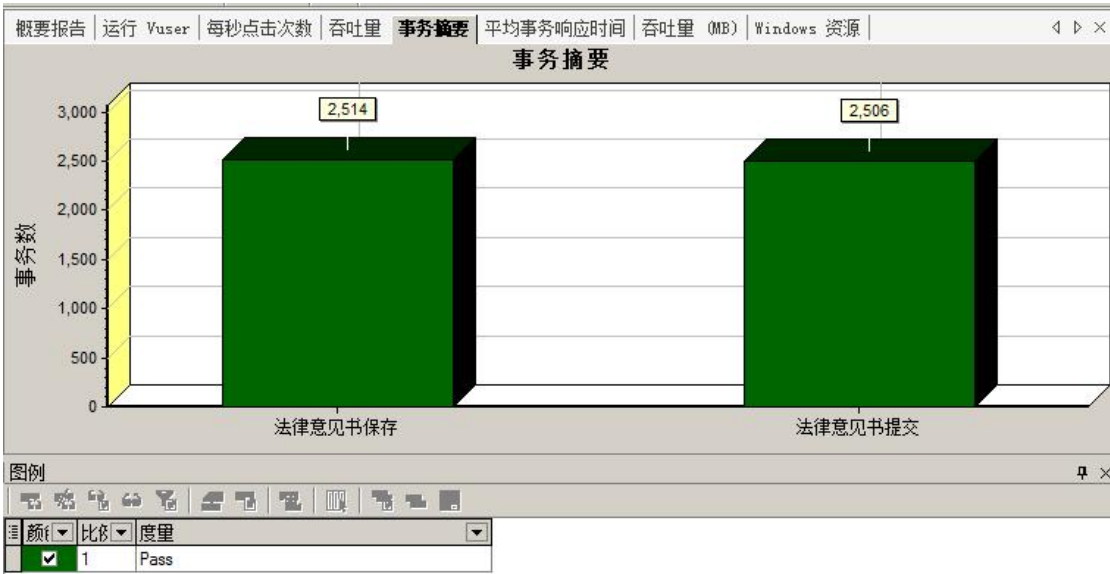 概要报告 运行 Vuser 每秒点击次数 吞吐量 事务摘要 平均事务响应时间 吞吐量 (MB) Windows 资源
事务摘要
3,000
2,500
2,000
1,500
1,000
500
0
事务数
2,514
2,506
法律意见书保存
法律意见书提交
图例
度量
1 Pass